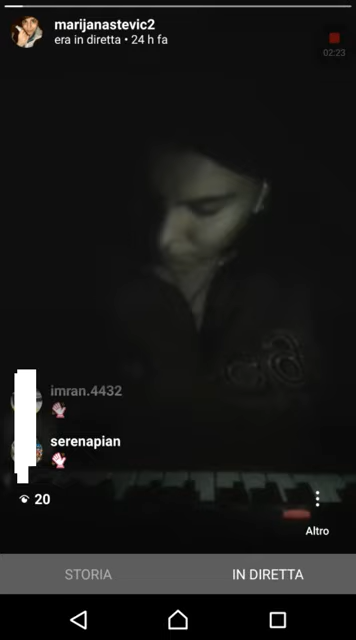 marijanastevic2
era in diretta • 24 h fa
02:23
imran.4432
serenapian
20
Altro
STORIA
IN DIRETTA